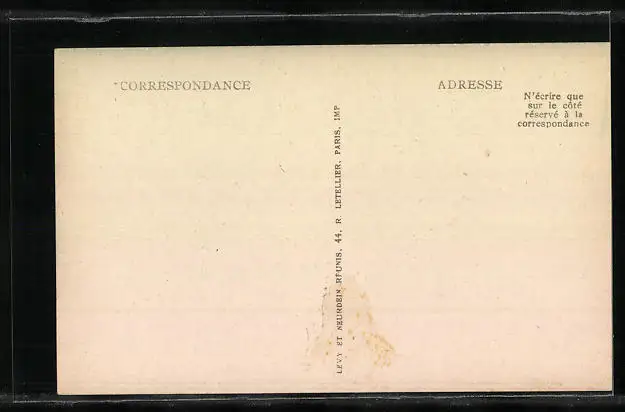 CORRESPONDANCE
ADRESSE
N'écrire que
sur le côté
réservé à la
correspondance
LEVY ET NEURDEIN RÉUNIS, 44, R. LETELLIER, PARIS, IMP